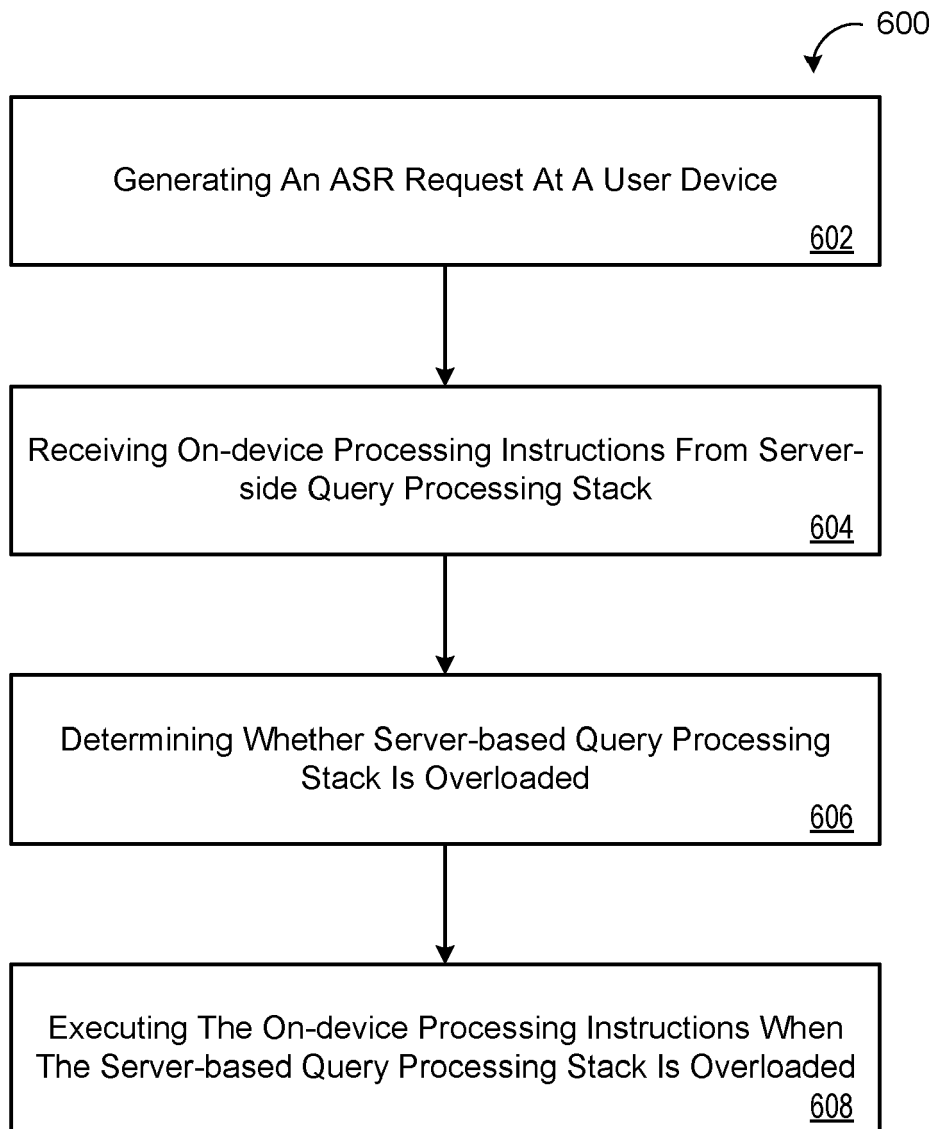 600
Generating An ASR Request At A User Device
602
Receiving On-device Processing Instructions From Server-
side Query Processing Stack
604
Determining Whether Server-based Query Processing
Stack Is Overloaded
606
Executing The On-device Processing Instructions When
The Server-based Query Processing Stack Is Overloaded
608